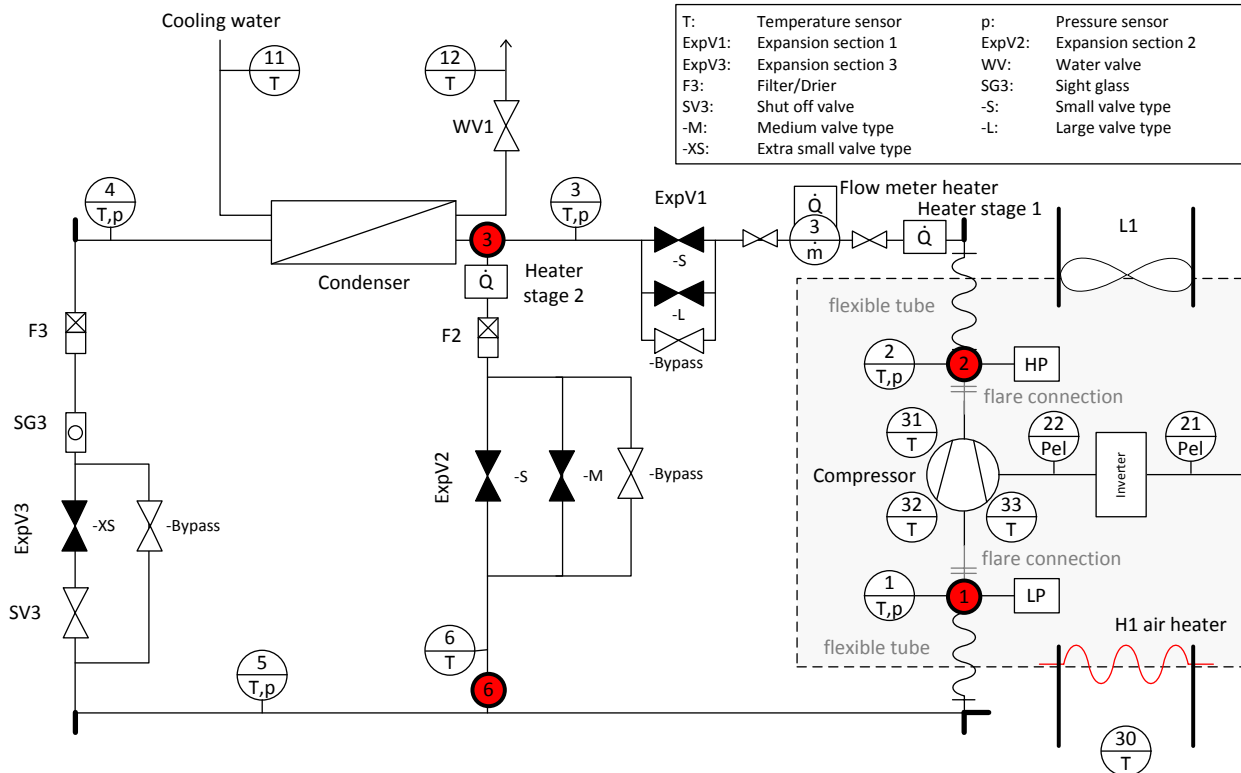 Cooling water
T: Temperature sensor p: Pressure sensor
ExpV1: Expansion section 1 ExpV2: Expansion section 2
ExpV3: Expansion section 3 WV: Water valve
F3: Filter/Drier SG3: Sight glass
SV3: Shut off valve -S: Small valve type
-M: Medium valve type -L: Large valve type
-XS: Extra small valve type
11
T
12
T
WV1
4
T,p
3
T,p
ExpV1
Flow meter heater
Q̇
3
ṁ
Heater stage 1
Q̇
L1
3
-S
Condenser
Q̇
Heater
stage 2
-L
-Bypass
flexible tube
F3
F2
2
T,p
2
HP
flare connection
SG3
31
T
22
Pel
21
Pel
Compressor
Inverter
ExpV2
-S
-M
-Bypass
ExpV3
-XS
-Bypass
32
T
33
T
flare connection
SV3
1
T,p
1
LP
6
T
flexible tube
H1 air heater
5
T,p
6
30
T